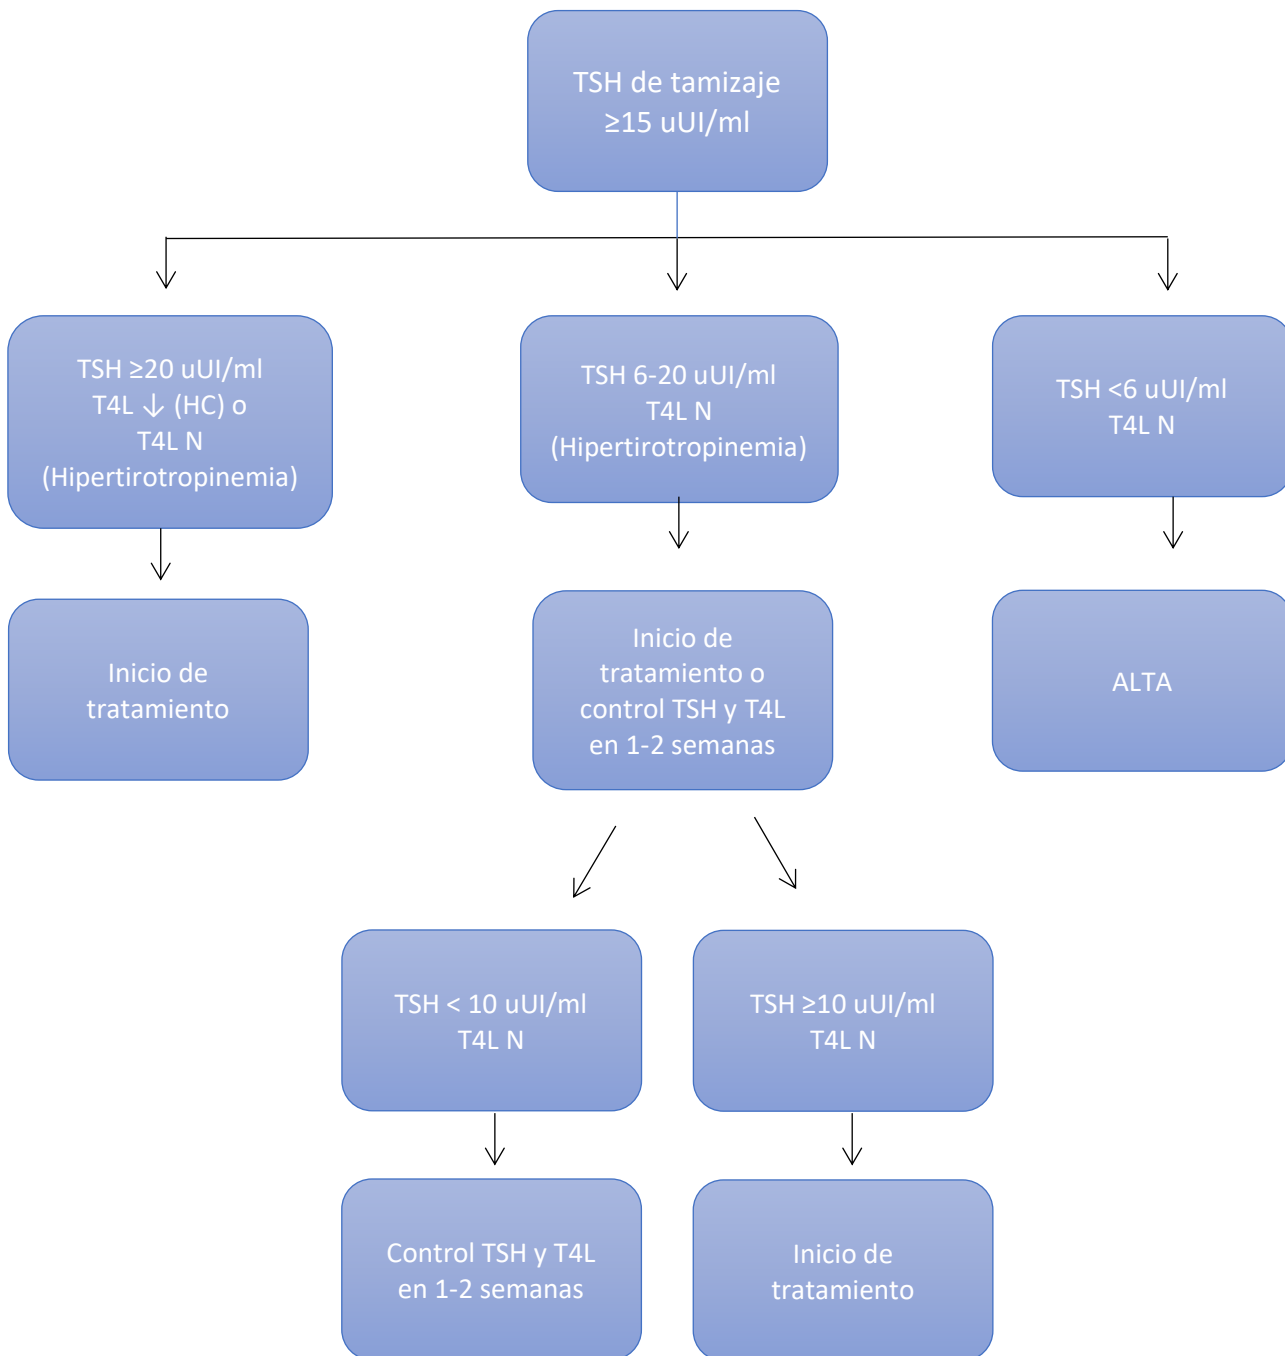 TSH de tamizaje
≥15 uUI/ml
TSH ≥20 uUI/ml
T4L ↓ (HC) o
T4L N
(Hipertirotropinemia)
TSH 6-20 uUI/ml
T4L N
(Hipertirotropinemia)
TSH <6 uUI/ml
T4L N
Inicio de
tratamiento
Inicio de
tratamiento o
control TSH y T4L
en 1-2 semanas
ALTA
TSH < 10 uUI/ml
T4L N
TSH ≥10 uUI/ml
T4L N
Control TSH y T4L
en 1-2 semanas
Inicio de
tratamiento